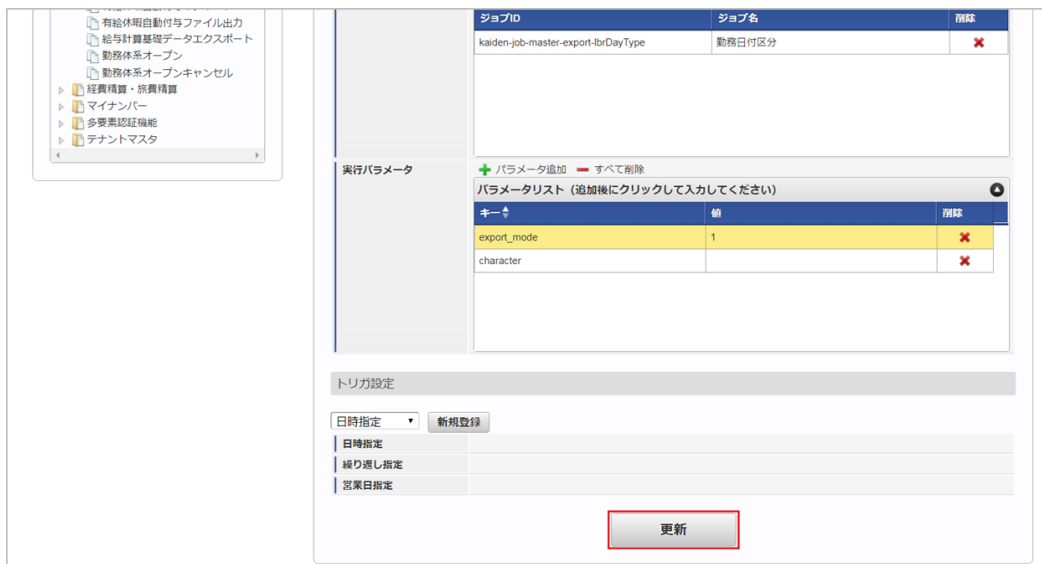 有給休暇自動付与ファイル出力
給与計算基礎データエクスポート
勤務体系オープン
勤務体系オープンキャンセル
経費精算・旅費精算
マイナンバー
多要素認証機能
テナントマスタ
ジョブID ジョブ名 削除
kaiden-job-master-export-lbrDayType 勤務日付区分
実行パラメータ パラメータ追加 すべて削除
パラメータリスト（追加後にクリックして入力してください）
キー 値 削除
export_mode 1
character
トリガ設定
日時指定 新規登録
日時指定
繰り返し指定
営業日指定
更新